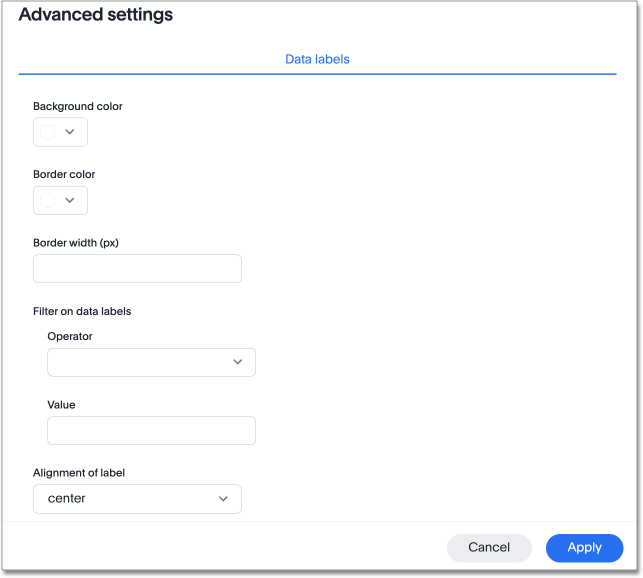 Advanced settings
Data labels
Background color
Border color
Border width (px)
Filter on data labels
Operator
Value
Alignment of label
center
Cancel Apply